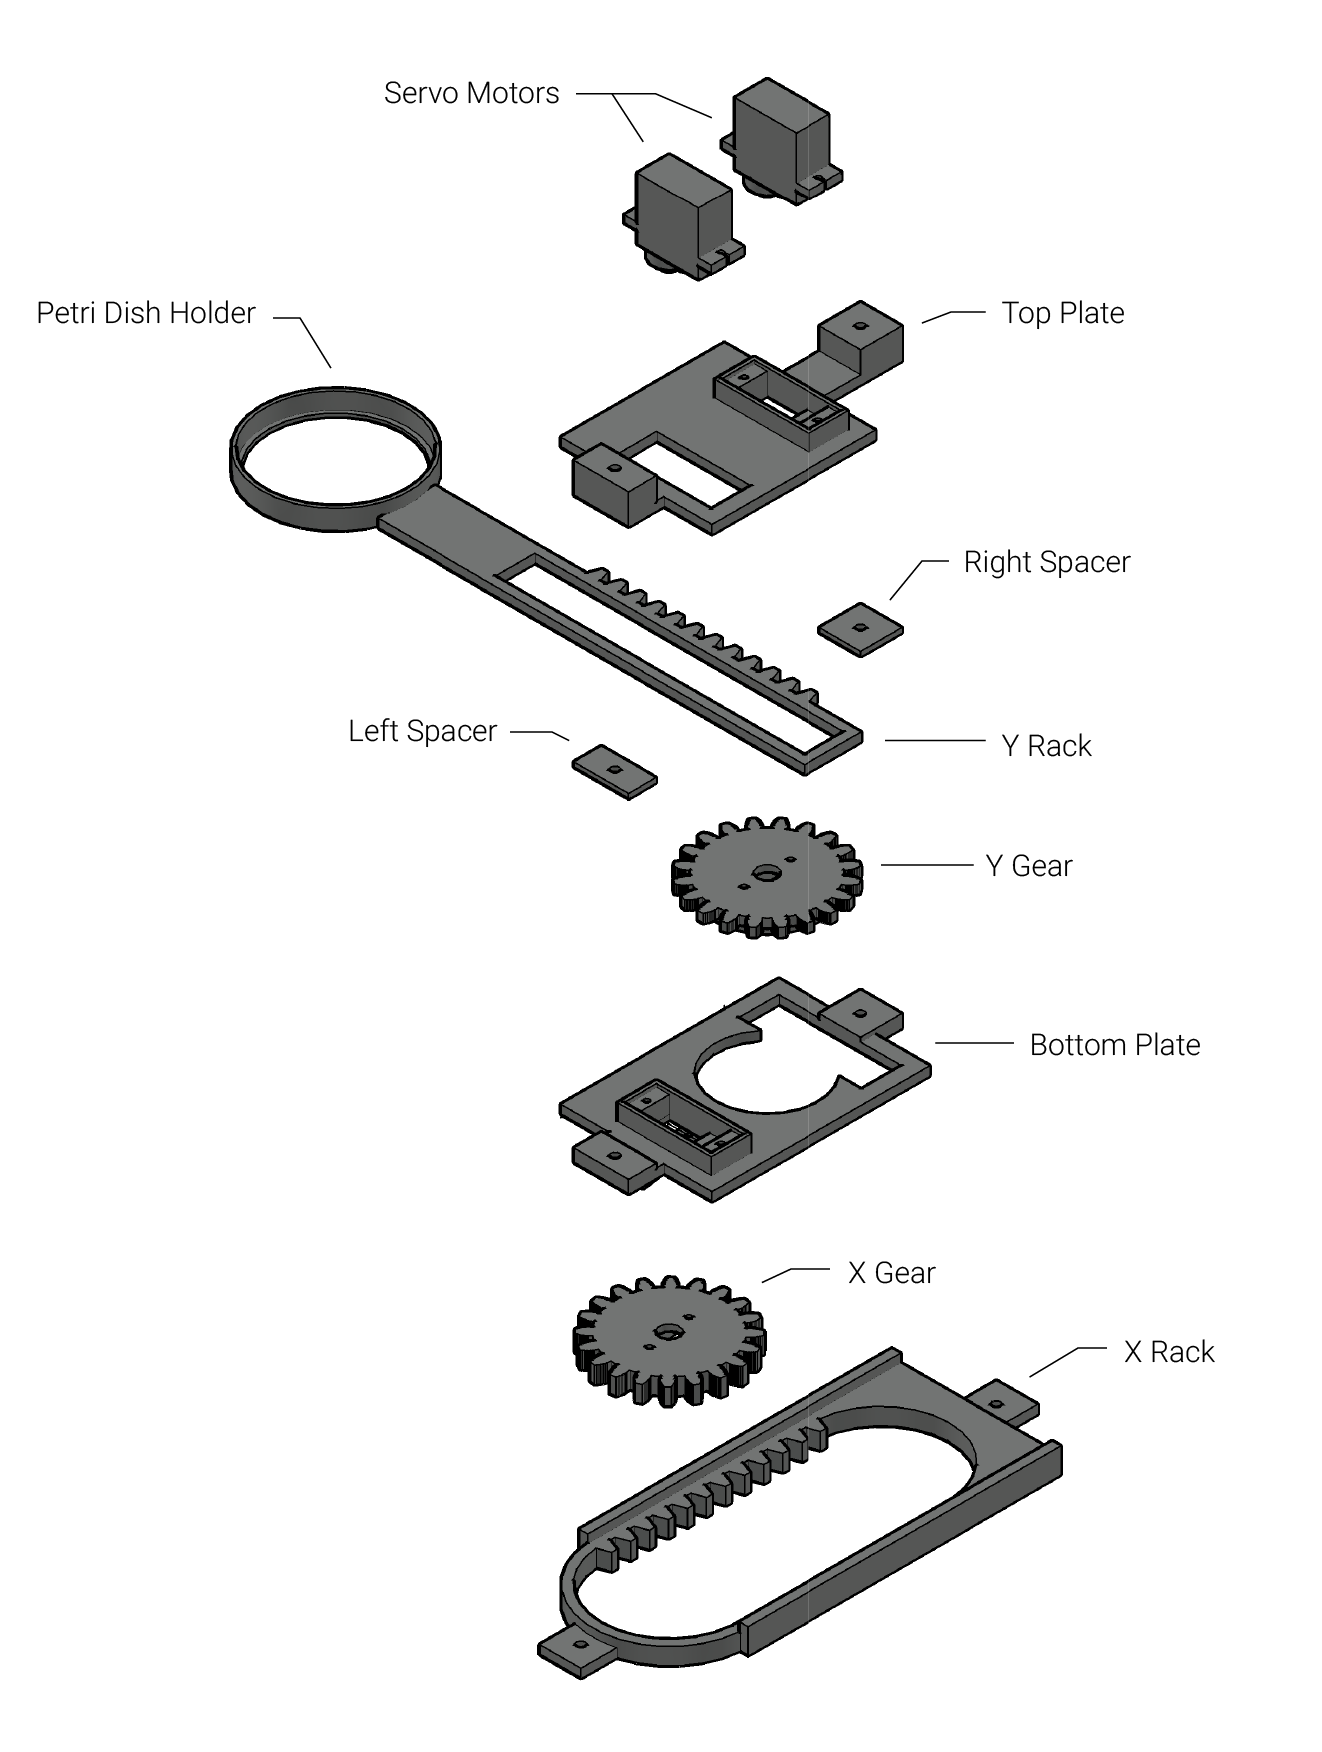 Servo Motors
Petri Dish Holder
Top Plate
Right Spacer
Left Spacer
Y Rack
Y Gear
Bottom Plate
X Gear
X Rack